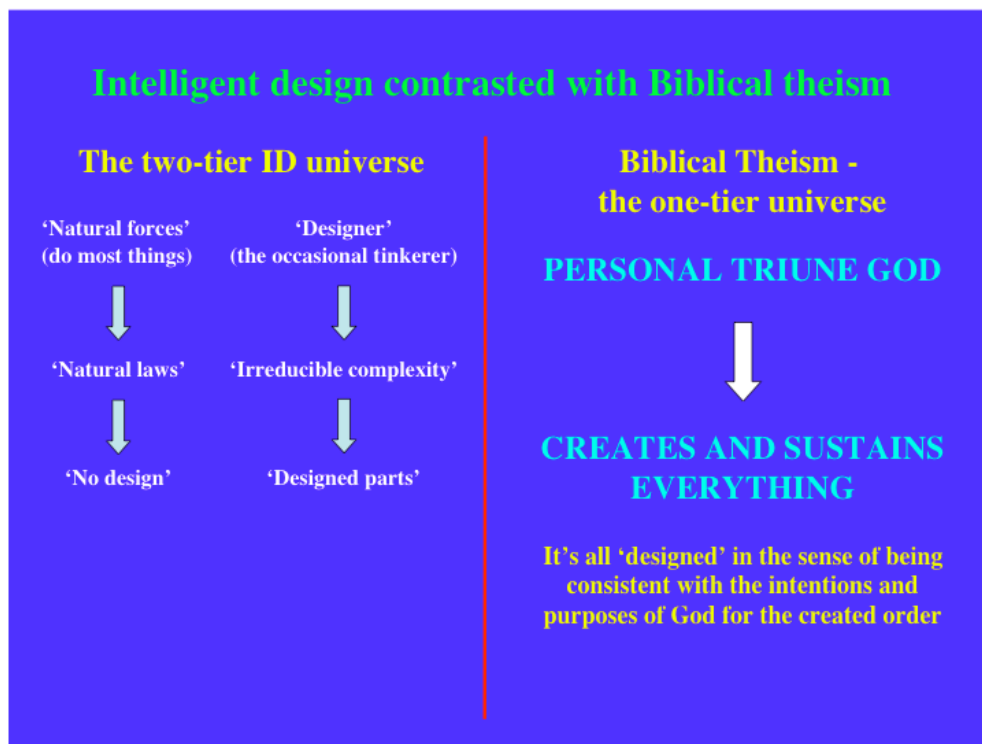 Intelligent design contrasted with Biblical theism
The two-tier ID universe
‘Natural forces’
(do most things)
‘Natural laws’
‘No design’
‘Designer’
(the occasional tinkerer)
‘Irreducible complexity’
‘Designed parts’
Biblical Theism -
the one-tier universe
PERSONAL TRIUNE GOD
CREATES AND SUSTAINS
EVERYTHING
It’s all ‘designed’ in the sense of being
consistent with the intentions and
purposes of God for the created order